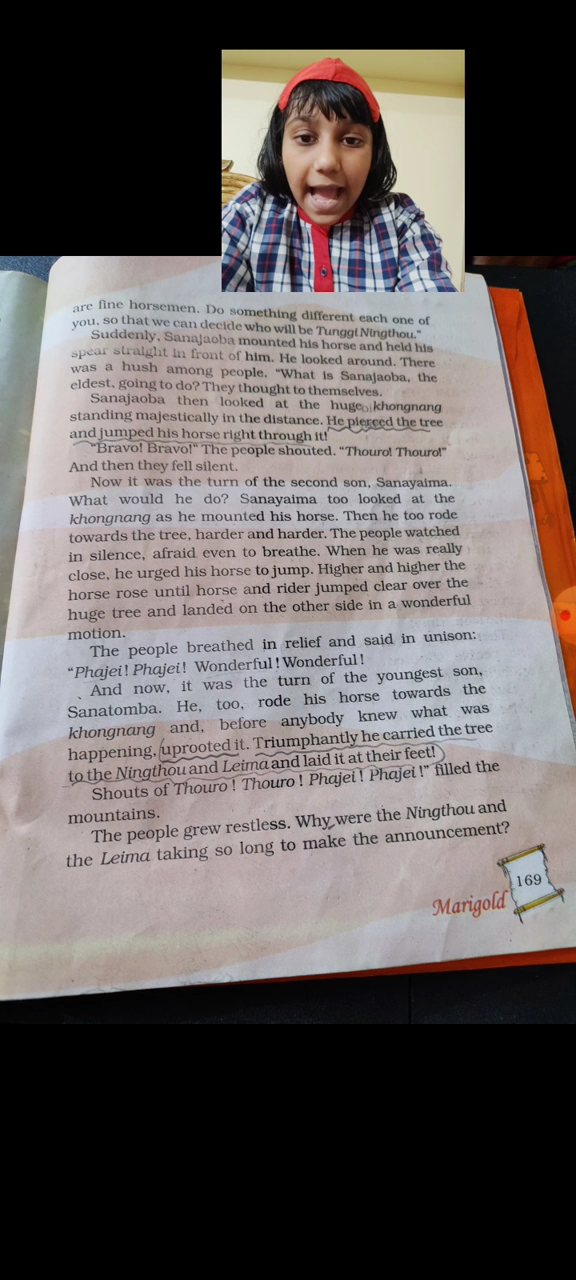 are fine horsemen. Do something different each one of
you, so that we can decide who will be Tunggi Ningthou."
Suddenly, Sanajaoba mounted his horse and held his
spear straight in front of him. He looked around. There
was a hush among people. "What is Sanajaoba, the
eldest, going to do? They thought to themselves.
Sanajaoba then looked at the huge khongnang
standing majestically in the distance. He pierced the tree
and jumped his horse right through it!
"Bravo! Bravo!" The people shouted. "Thouro! Thouro!"
And then they fell silent.
Now it was the turn of the second son, Sanayaima.
What would he do? Sanayaima too looked at the
khongnang as he mounted his horse. Then he too rode
towards the tree, harder and harder. The people watched
in silence, afraid even to breathe. When he was really
close, he urged his horse to jump. Higher and higher the
horse rose until horse and rider jumped clear over the
huge tree and landed on the other side in a wonderful
motion.
The people breathed in relief and said in unison:
"Phajei! Phajei! Wonderful! Wonderful!
And now, it was the turn of the youngest son,
Sanatomba. He, too, rode his horse towards the
khongnang and, before anybody knew what was
happening, uprooted it. Triumphantly he carried the tree
to the Ningthou and Leima and laid it at their feet!
Shouts of Thouro! Thouro! Phajei! Phajei!" filled the
mountains.
The people grew restless. Why were the Ningthou and
the Leima taking so long to make the announcement?
169
Marigold